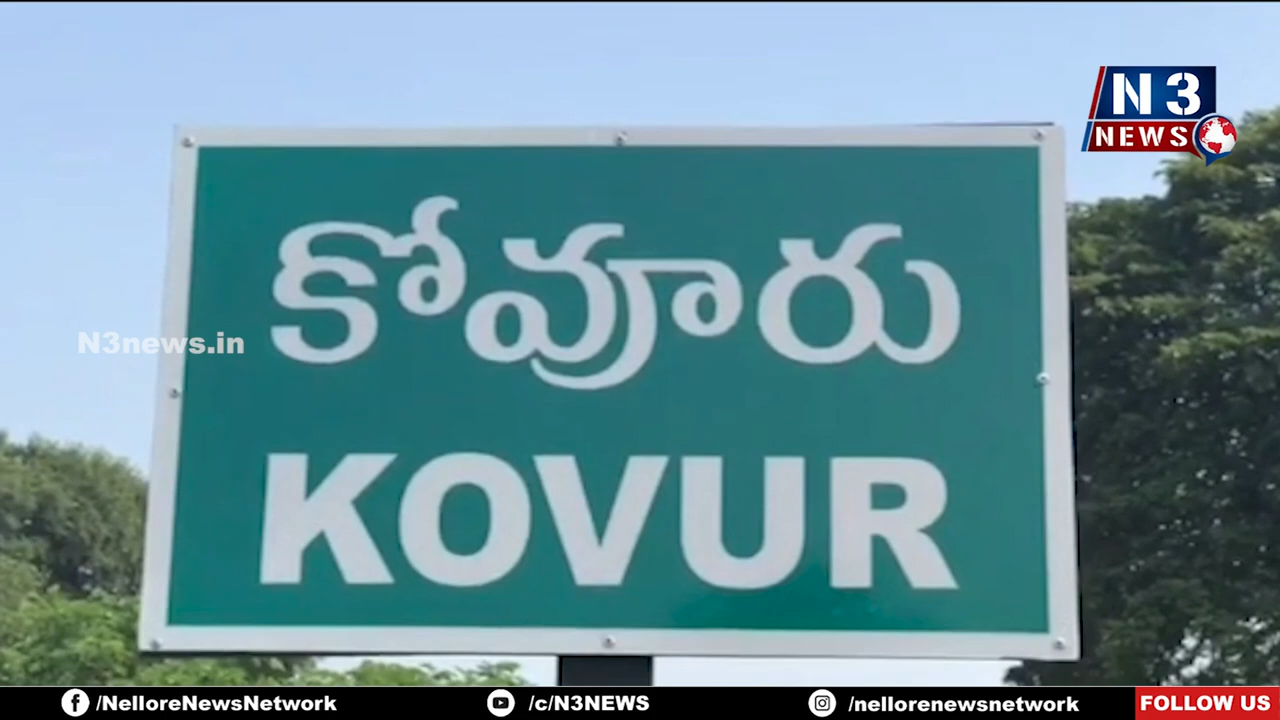 N3
NEWS
కోవూరు
N3news.in
KOVUR
/NelloreNewsNetwork
/c/N3NEWS
/nellorenewsnetwork
FOLLOW US